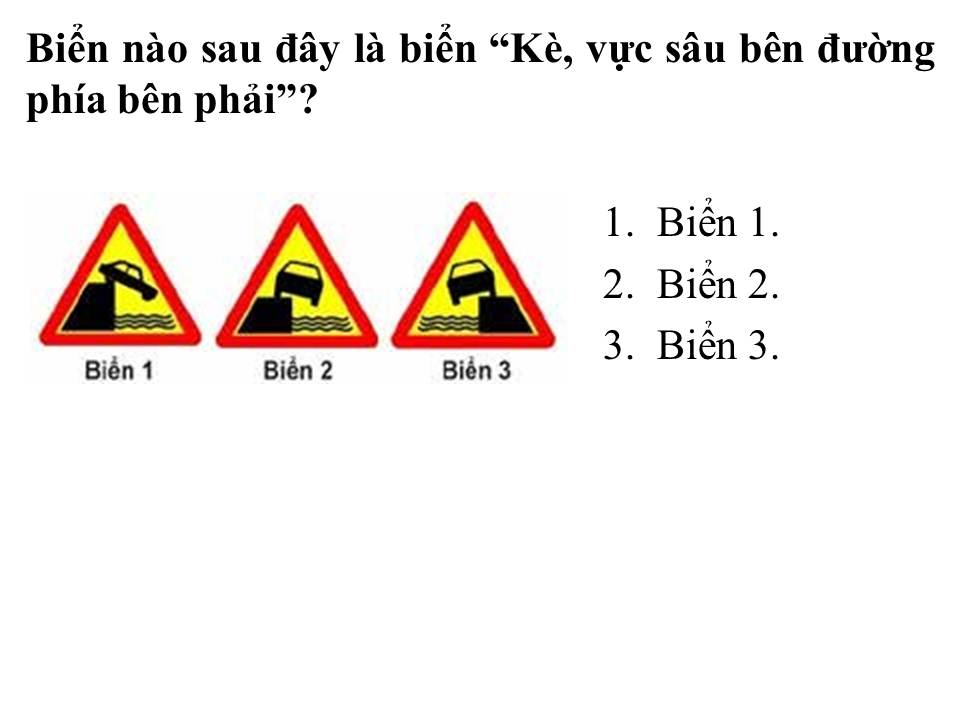 Biển nào sau đây là biển “Kè, vực sâu bên đường
phía bên phải”?
1. Biển 1.
2. Biển 2.
3. Biển 3.
Biển 1 Biển 2 Biển 3